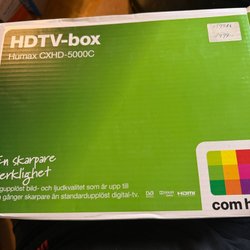 HDTV-box
Humax CXHD-5000C
En skarpare
verklighet
gupplöst bild- och ljudkvalitet som är upp till
gånger skarpare än standardupplöst digital-tv.
HDMI
com h